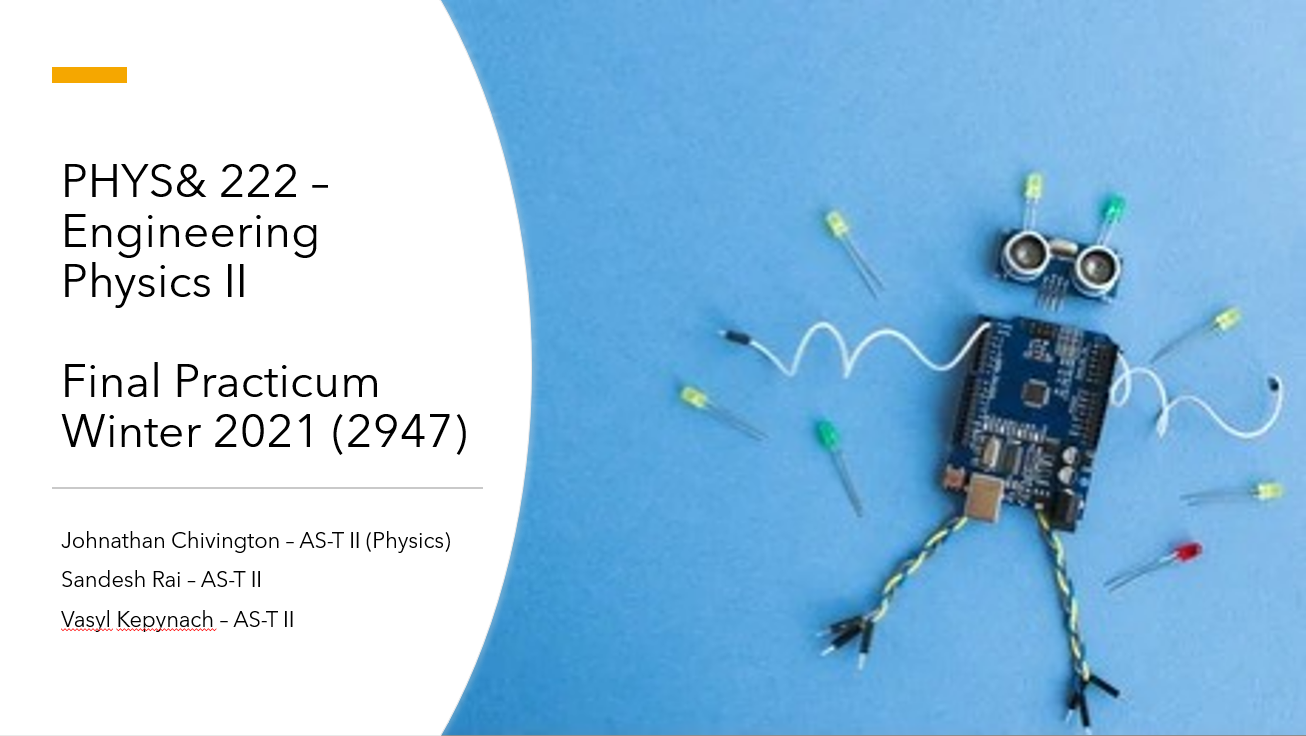 PHYS& 222 –
Engineering
Physics II
Final Practicum
Winter 2021 (2947)
Johnathan Chivington – AS-T II (Physics)
Sandesh Rai – AS-T II
Vasyl Kepynach – AS-T II